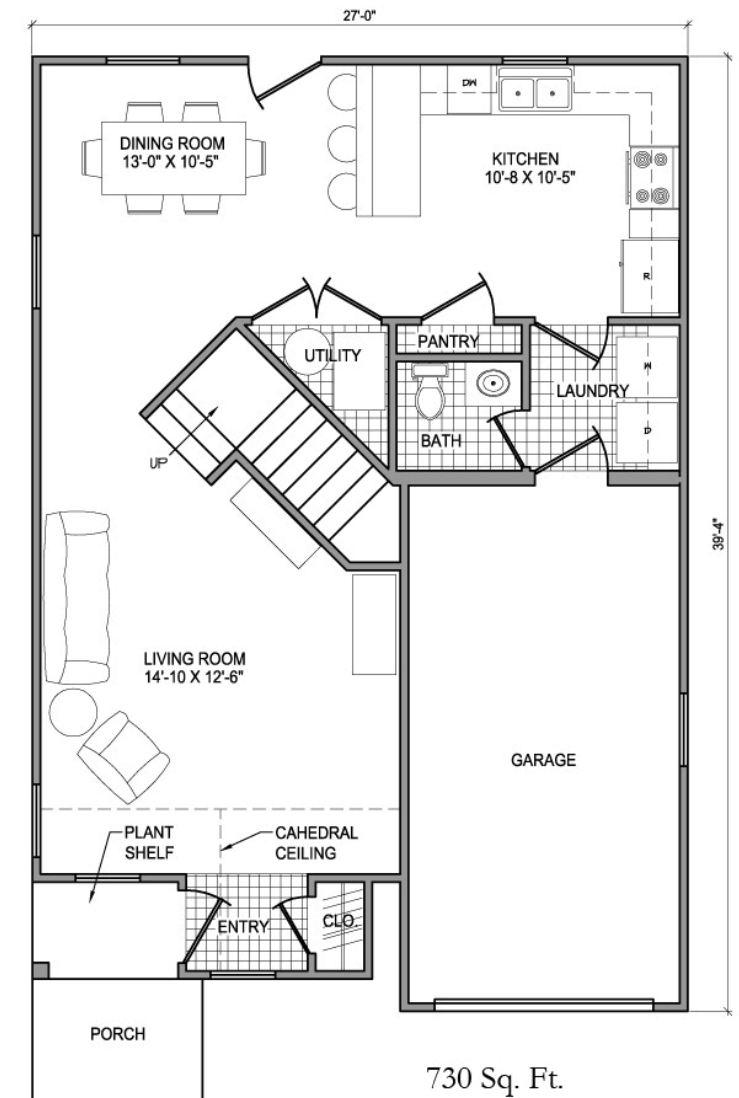 27'-0"
DW
DINING ROOM
13'-0" X 10'-5"
KITCHEN
10'-8 X 10'-5"
R
PANTRY
UTILITY
W
LAUNDRY
D
BATH
UP
39'-4"
LIVING ROOM
14'-10 X 12'-6"
GARAGE
PLANT
SHELF
CAHEDRAL
CEILING
CLO.
ENTRY
PORCH
730 Sq. Ft.